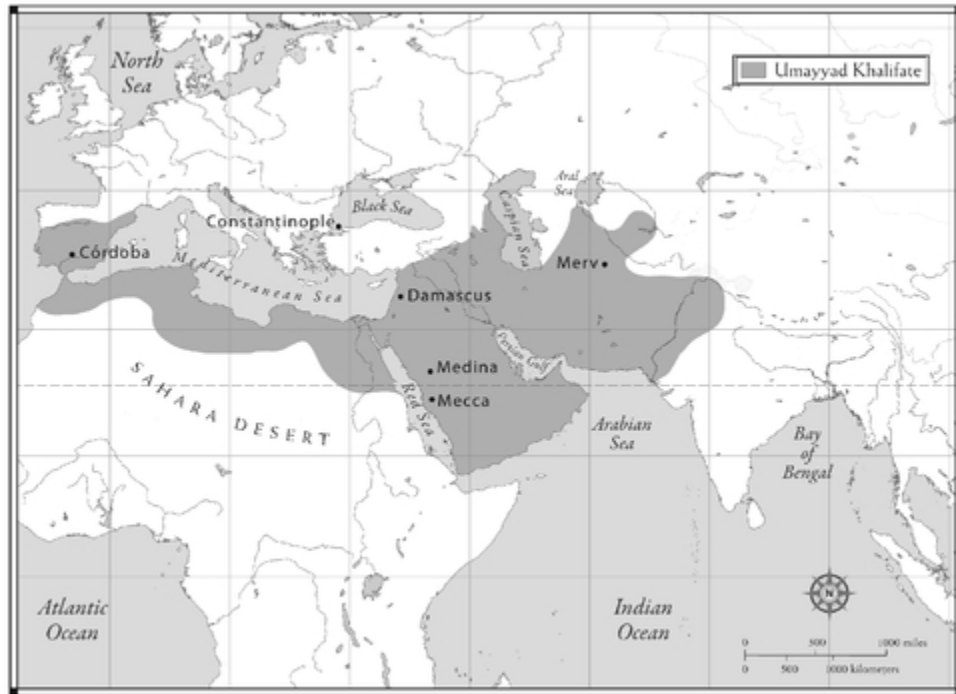 North
Sea
Umayyad Khalifate
Aral
Sea
Caspian Sea
Black Sea
Constantinople
Córdoba
Mediterranean Sea
Merv
Damascus
Persian Gulf
Medina
Mecca
Red Sea
SAHARA DESERT
Arabian
Sea
Bay
of
Bengal
Atlantic
Ocean
Indian
Ocean
N
0 500 1000 miles
0 500 1000 kilometers